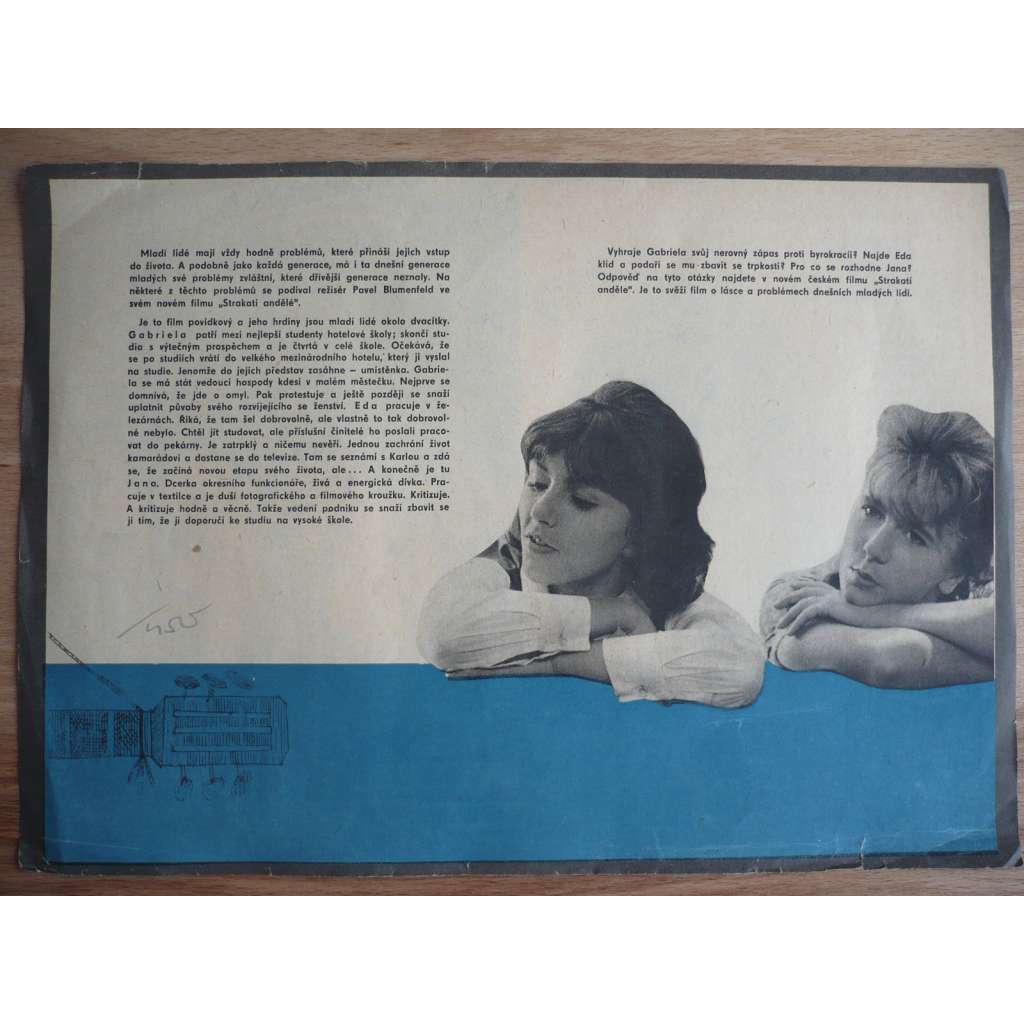 Mladí lidé mají vždy hodně problémů, které přináší jejich vstup
do života. A podobně jako každá generace, má i ta dnešní generace
mladých své problémy zvláštní, které dřívější generace neznaly. Na
některé z těchto problémů se podíval režisér Pavel Blumenfeld ve
svém novém filmu „Strakatí andělé".
Je to film povídkový a jeho hrdiny jsou mladí lidé okolo dvacítky.
Gabriela patří mezi nejlepší studenty hotelové školy; skončí stu-
dia s výtečným prospěchem a je čtvrtá v celé škole. Očekává, že
se po studiích vrátí do velkého mezinárodního hotelu, který ji vyslal
na studie. Jenomže do jejích představ zasáhne – umístěnka. Gabrie-
la se má stát vedoucí hospody kdesi v malém městečku. Nejprve se
domnívá, že jde o omyl. Pak protestuje a ještě později se snaží
uplatnit půvaby svého rozvíjejícího se ženství. Eda pracuje v že-
lezárnách. Říká, že tam šel dobrovolně, ale vlastně to tak dobrovol-
né nebylo. Chtěl jít studovat, ale příslušní činitelé ho poslali praco-
vat do pekárny. Je zatrpklý a ničemu nevěří. Jednou zachrání život
kamarádovi a dostane se do televize. Tam se seznámí s Karlou a zdá
se, že začíná novou etapu svého života, ale... A konečně je tu
Jana. Dcerka okresního funkcionáře, živá a energická dívka. Pra-
cuje v textilce a je duší fotografického a filmového kroužku. Kritizuje.
A kritizuje hodně a věcně. Takže vedení podniku se snaží zbavit se
jí tím, že ji doporučí ke studiu na vysoké škole.
Vyhraje Gabriela svůj nerovný zápas proti byrokracii? Najde Eda
klid a podaří se mu zbavit se trpkosti? Pro co se rozhodne Jana?
Odpověď na tyto otázky najdete v novém českém filmu „Strakatí
andělé". Je to svěží film o lásce a problémech dnešních mladých lidí.